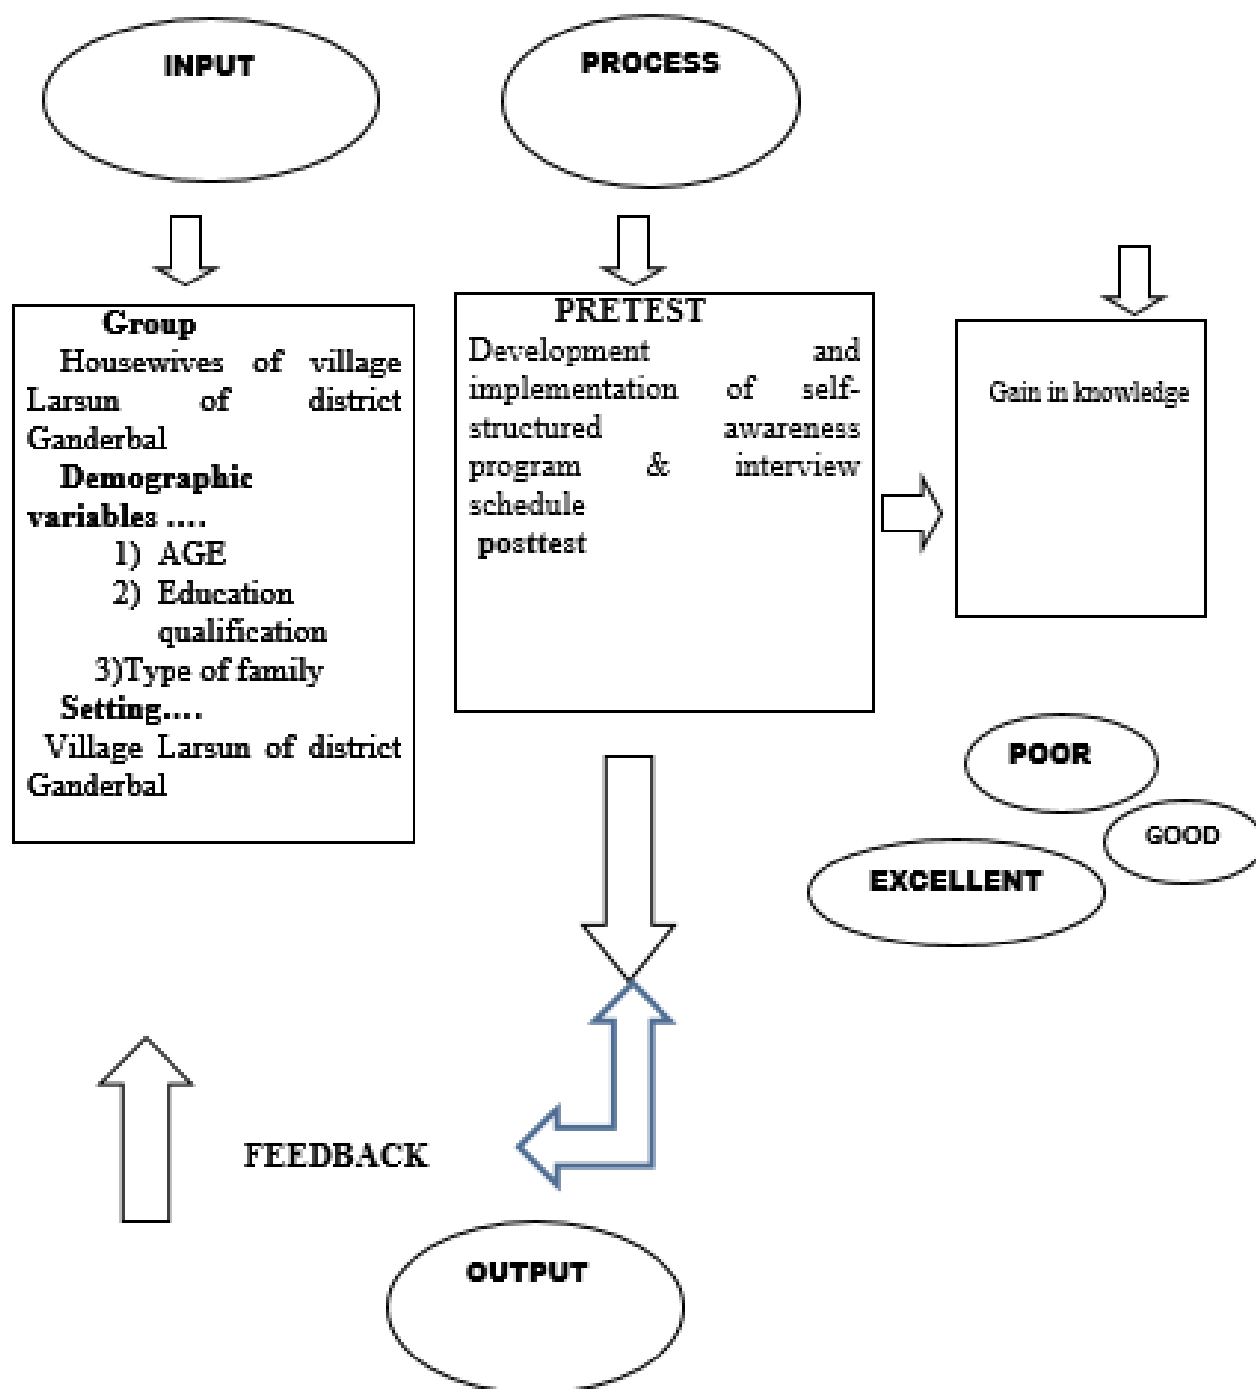 INPUT
PROCESS
Group
Housewives of village
Larsun of district
Ganderbal
Demographic
variables ....
1) AGE
2) Education
qualification
3)Type of family
Setting....
Village Larsun of district
Ganderbal
PRETEST
Development and
implementation of self-
structured awareness
program & interview
schedule
posttest
Gain in knowledge
POOR
GOOD
EXCELLENT
FEEDBACK
OUTPUT